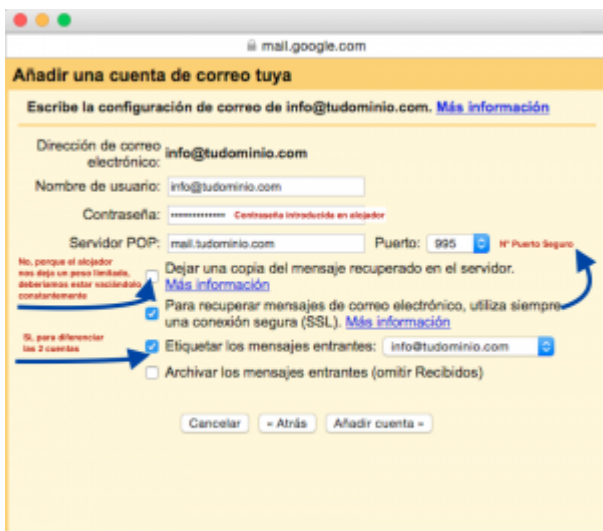 mail.google.com
Añadir una cuenta de correo tuya
Escribe la configuración de correo de info@tudominio.com. Más información
Dirección de correo electrónico: info@tudominio.com
Nombre de usuario: info@tudominio.com
Contraseña: •••••••••••••• Contraseña introducida en alojador
Servidor POP: mail.tudominio.com Puerto: 995 Nº Puerto Seguro
No, porque el alojador
nos deja un peso limitado,
deberíamos estar vaciándolo
constantemente
Dejar una copia del mensaje recuperado en el servidor.
Más información
Para recuperar mensajes de correo electrónico, utiliza siempre
una conexión segura (SSL). Más información
Si, para diferenciar
las 2 cuentas
Etiquetar los mensajes entrantes: info@tudominio.com
Archivar los mensajes entrantes (omitir Recibidos)
Cancelar « Atrás Añadir cuenta »